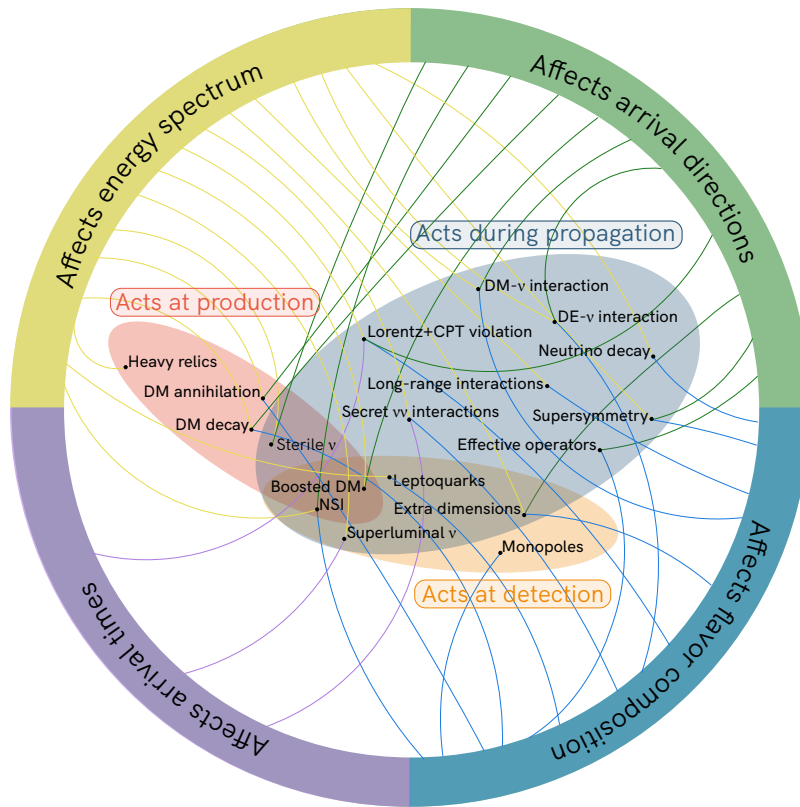 Affects energy spectrum
Affects arrival directions
Acts during propagation
DM-ν interaction
Acts at production
DE-ν interaction
Lorentz+CPT violation
Neutrino decay
Heavy relics
Long-range interactions
DM annihilation
Secret νν interactions
Supersymmetry
DM decay
Sterile ν
Effective operators
Leptoquarks
Boosted DM
NSI
Extra dimensions
Superluminal ν
Monopoles
Acts at detection
Affects arrival times
Affects flavor composition